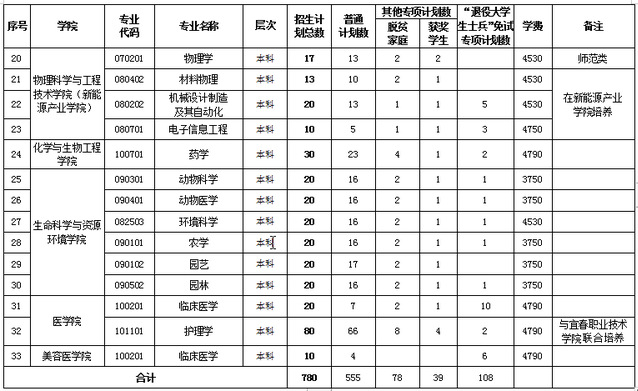 序号 学院 专业代码 专业名称 层次 招生计划总数 普通计划数 其他专项计划数 脱贫家庭 获奖学生 “退役大学生士兵”免试专项计划数 学费 备注
20 070201 物理学 本科 17 13 2 2 4530 师范类
物理科学与工程技术学院（新能源产业学院）
21 080402 材料物理 本科 13 10 2 1 4530
22 080202 机械设计制造及其自动化 本科 20 13 1 1 5 4530
在新能源产业学院培养
23 080701 电子信息工程 本科 10 5 1 1 3 4750
24 化学与生物工程学院 100701 药学 本科 30 23 4 1 2 4790
25 090301 动物科学 本科 20 16 2 1 1 3750
26 090401 动物医学 本科 20 16 2 1 1 3750
27 082503 环境科学 本科 20 16 2 1 1 4530
生命科学与资源环境学院
28 090101 农学 本科 20 16 2 1 1 3750
29 090102 园艺 本科 20 17 2 1 3750
30 090502 园林 本科 20 16 2 1 1 3750
31 100201 临床医学 本科 20 7 2 1 10 4790
医学院
32 101101 护理学 本科 80 66 8 4 2 4790 与宜春职业技术学院联合培养
33 美容医学院 100201 临床医学 本科 10 4 6 4790
合计 780 555 78 39 108